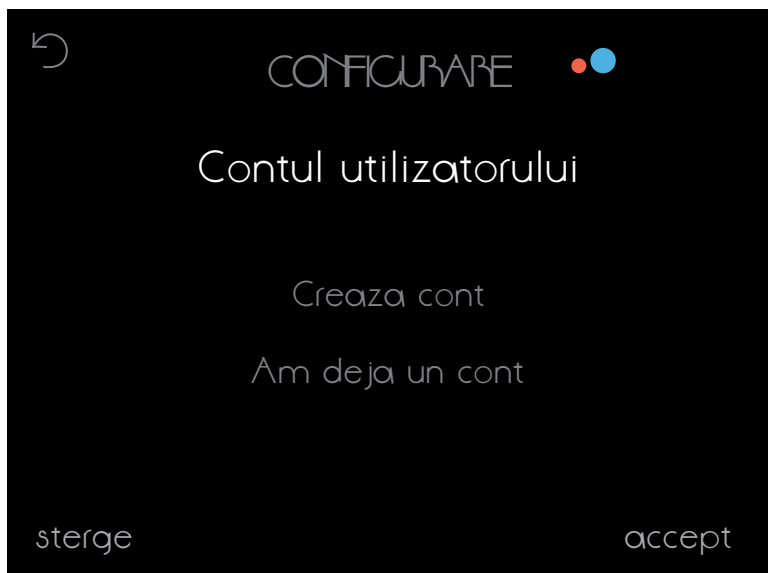 CONFIGURARE
Contul utilizatorului
Creaza cont
Am deja un cont
sterge
accept